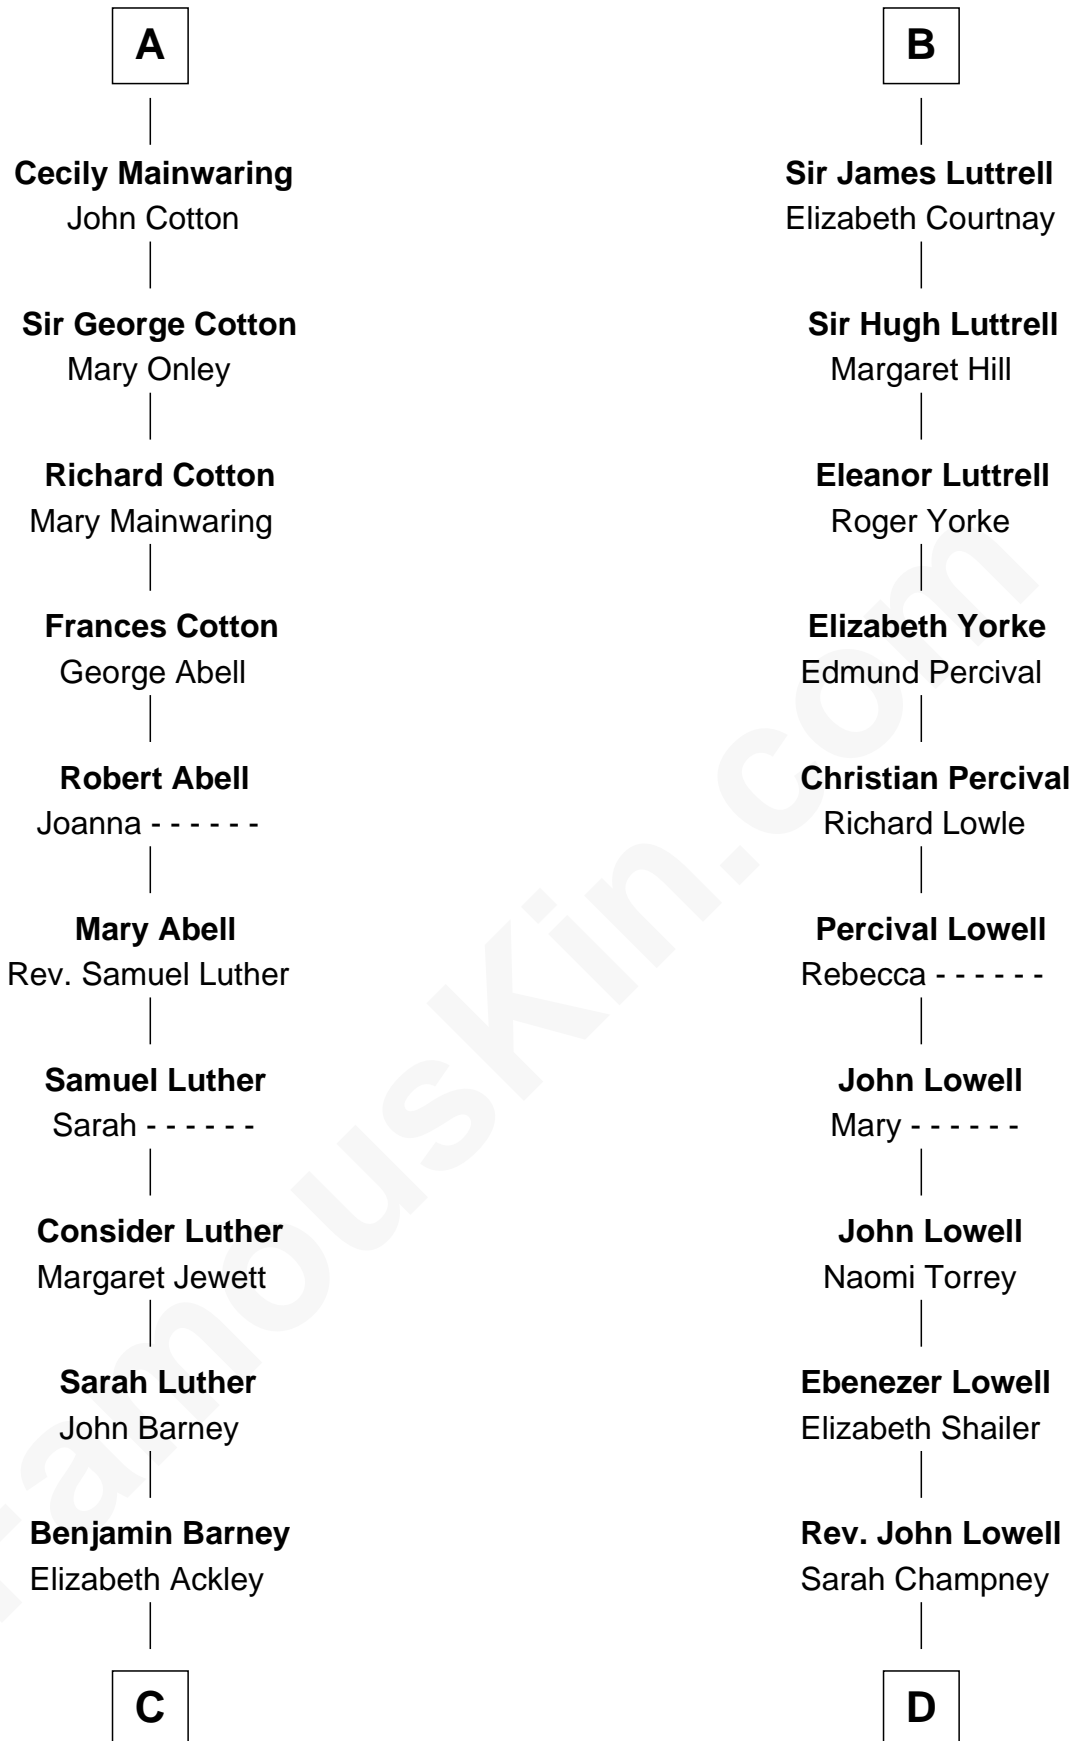 A
Cecily Mainwaring
John Cotton
Sir George Cotton
Mary Onley
Richard Cotton
Mary Mainwaring
Frances Cotton
George Abell
Robert Abell
Joanna - - - - - -
Mary Abell
Rev. Samuel Luther
Samuel Luther
Sarah - - - - - -
Consider Luther
Margaret Jewett
Sarah Luther
John Barney
Benjamin Barney
Elizabeth Ackley
C
B
Sir James Luttrell
Elizabeth Courtnay
Sir Hugh Luttrell
Margaret Hill
Eleanor Luttrell
Roger Yorke
Elizabeth Yorke
Edmund Percival
Christian Percival
Richard Lowle
Percival Lowell
Rebecca - - - - - -
John Lowell
Mary - - - - - -
John Lowell
Naomi Torrey
Ebenezer Lowell
Elizabeth Shailer
Rev. John Lowell
Sarah Champney
D
FamousKin.com